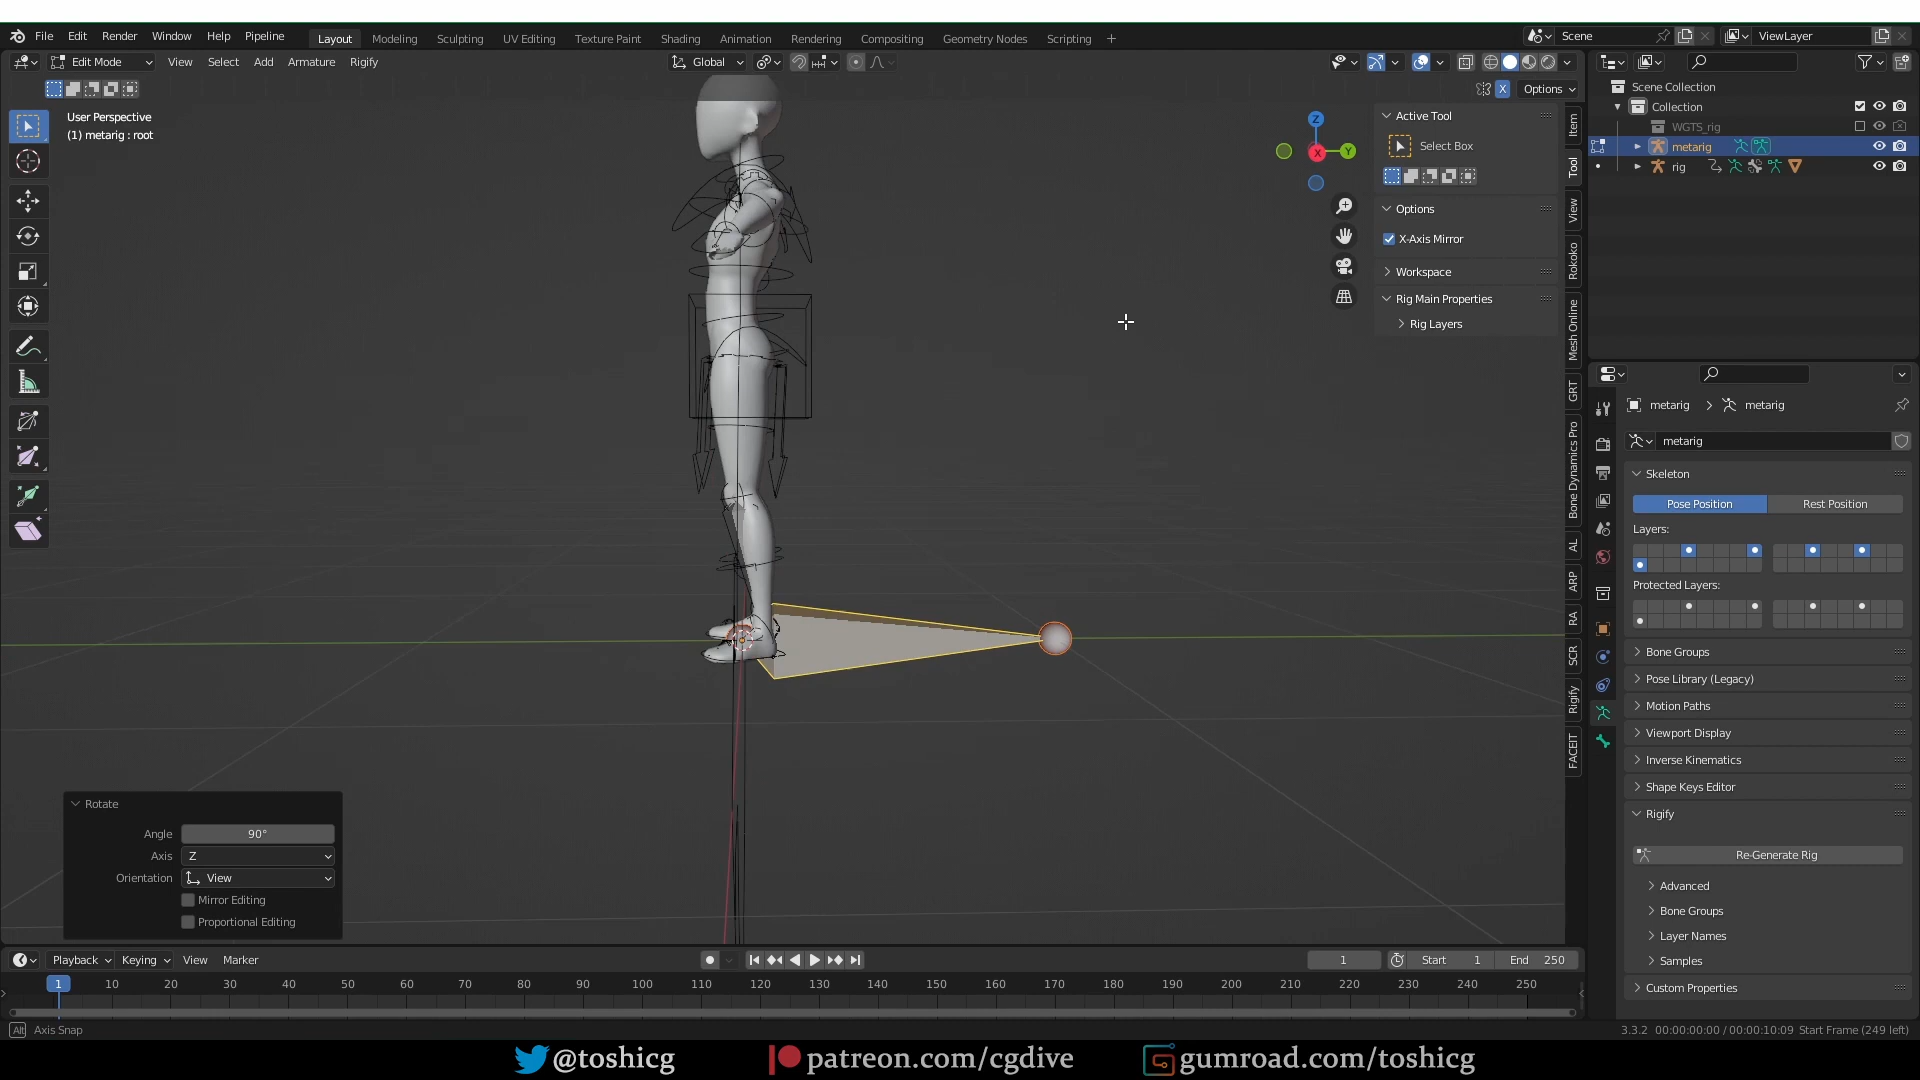 File Edit Render Window Help Pipeline Layout Modeling Sculpting UV Editing Texture Paint Shading Animation Rendering Compositing Geometry Nodes Scripting + Scene ViewLayer
Edit Mode View Select Add Armature Rigify Global
X Options
User Perspective
(1) metarig : root
Z
X
Y
Active Tool
Select Box
Options
X-Axis Mirror
Workspace
Rig Main Properties
Rig Layers
Item
Tool
View
Rokoko
Mesh Online
GRT
Bone Dynamics Pro
AL
ARP
RA
SCR
Rigify
FACEIT
Scene Collection
Collection
WGTS_rig
metarig
rig
metarig > metarig
metarig
Skeleton
Pose Position Rest Position
Layers:
Protected Layers:
Bone Groups
Pose Library (Legacy)
Motion Paths
Viewport Display
Inverse Kinematics
Shape Keys Editor
Rigify
Re-Generate Rig
Advanced
Bone Groups
Layer Names
Samples
Custom Properties
Rotate
Angle 90°
Axis Z
Orientation View
Mirror Editing
Proportional Editing
Playback Keying View Marker 1 Start 1 End 250
1 10 20 30 40 50 60 70 80 90 100 110 120 130 140 150 160 170 180 190 200 210 220 230 240 250
Alt Axis Snap 3.3.2 00:00:00:00 / 00:00:10:09 Start Frame (249 left)
@toshicg patreon.com/cgdive gumroad.com/toshicg